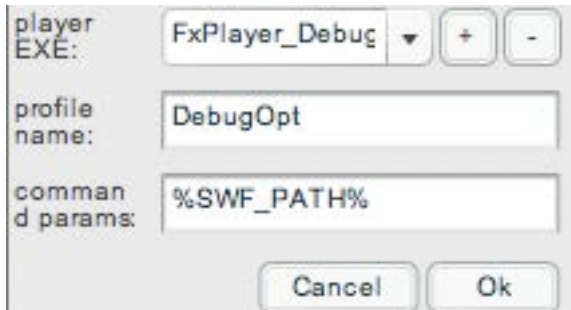 player
EXE:
FxPlayer_Debug
+
-
profile
name:
DebugOpt
comman
d params:
%SWF_PATH%
Cancel
Ok